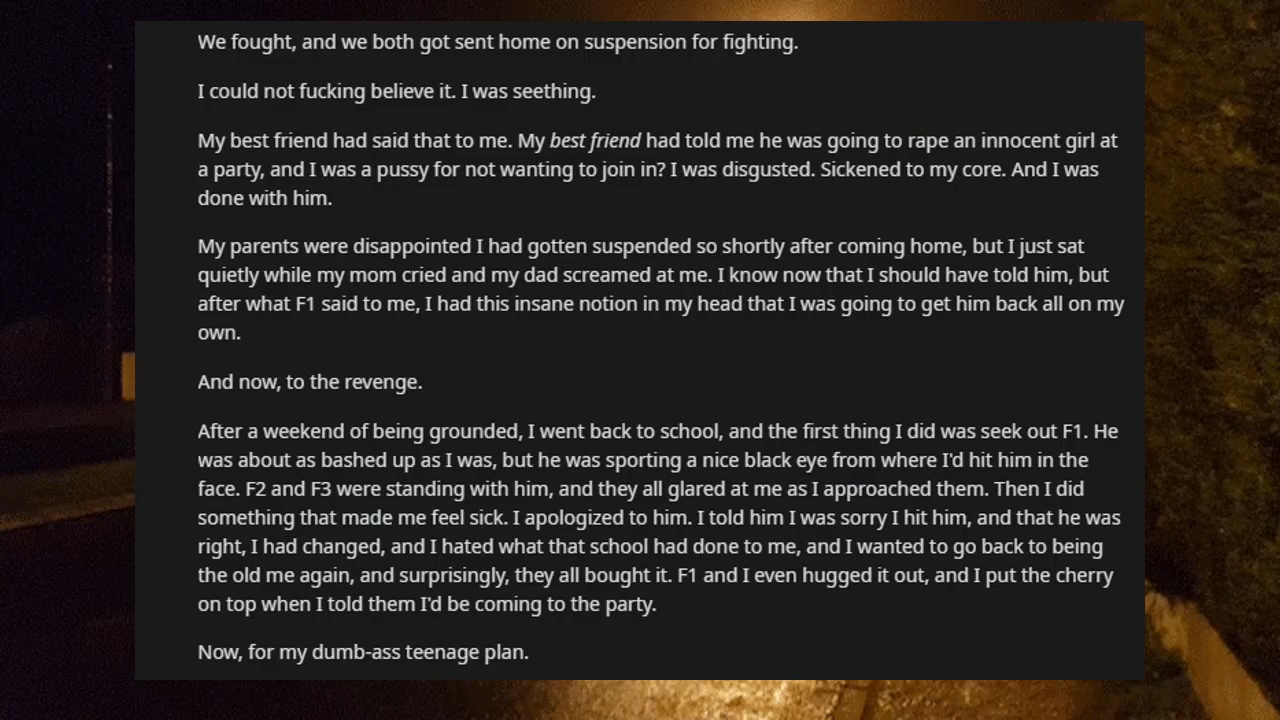 We fought, and we both got sent home on suspension for fighting.
I could not fucking believe it. I was seething.
My best friend had said that to me. My best friend had told me he was going to rape an innocent girl at
a party, and I was a pussy for not wanting to join in? I was disgusted. Sickened to my core. And I was
done with him.
My parents were disappointed I had gotten suspended so shortly after coming home, but I just sat
quietly while my mom cried and my dad screamed at me. I know now that I should have told him, but
after what F1 said to me, I had this insane notion in my head that I was going to get him back all on my
own.
And now, to the revenge.
After a weekend of being grounded, I went back to school, and the first thing I did was seek out F1. He
was about as bashed up as I was, but he was sporting a nice black eye from where I'd hit him in the
face. F2 and F3 were standing with him, and they all glared at me as I approached them. Then I did
something that made me feel sick. I apologized to him. I told him I was sorry I hit him, and that he was
right, I had changed, and I hated what that school had done to me, and I wanted to go back to being
the old me again, and surprisingly, they all bought it. F1 and I even hugged it out, and I put the cherry
on top when I told them I'd be coming to the party.
Now, for my dumb-ass teenage plan.